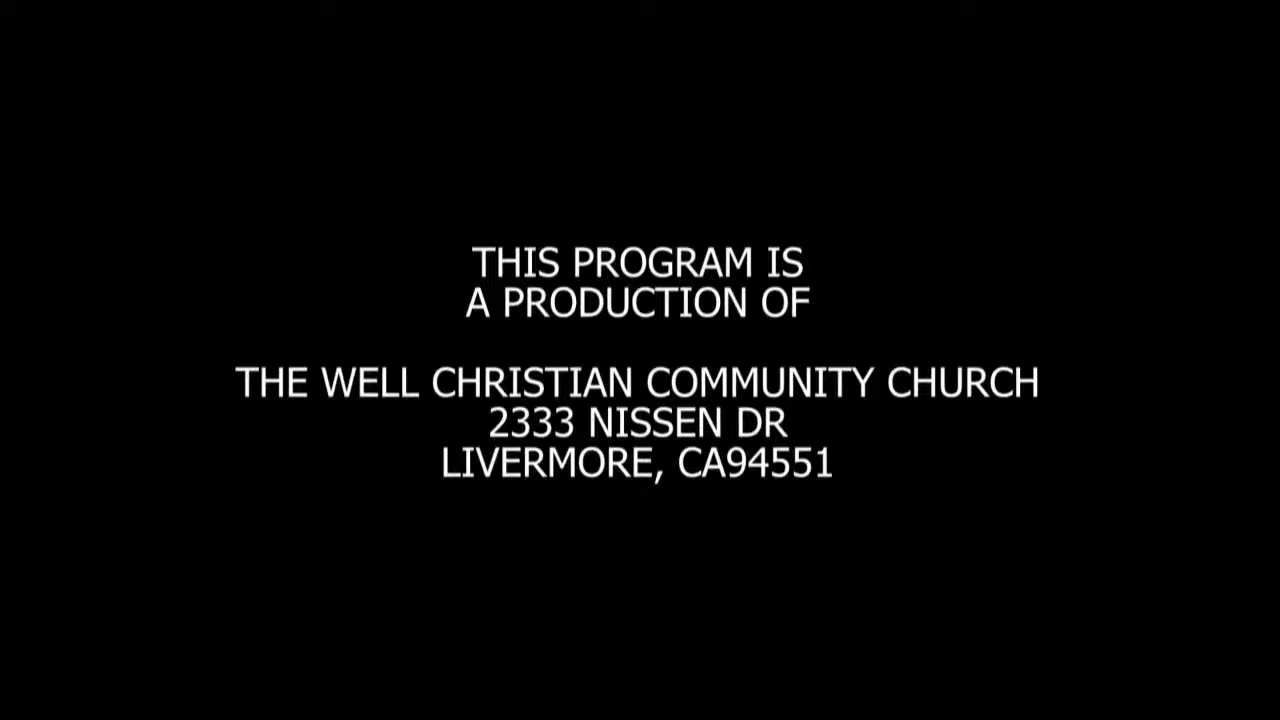 THIS PROGRAM IS
A PRODUCTION OF
THE WELL CHRISTIAN COMMUNITY CHURCH
2333 NISSEN DR
LIVERMORE, CA94551